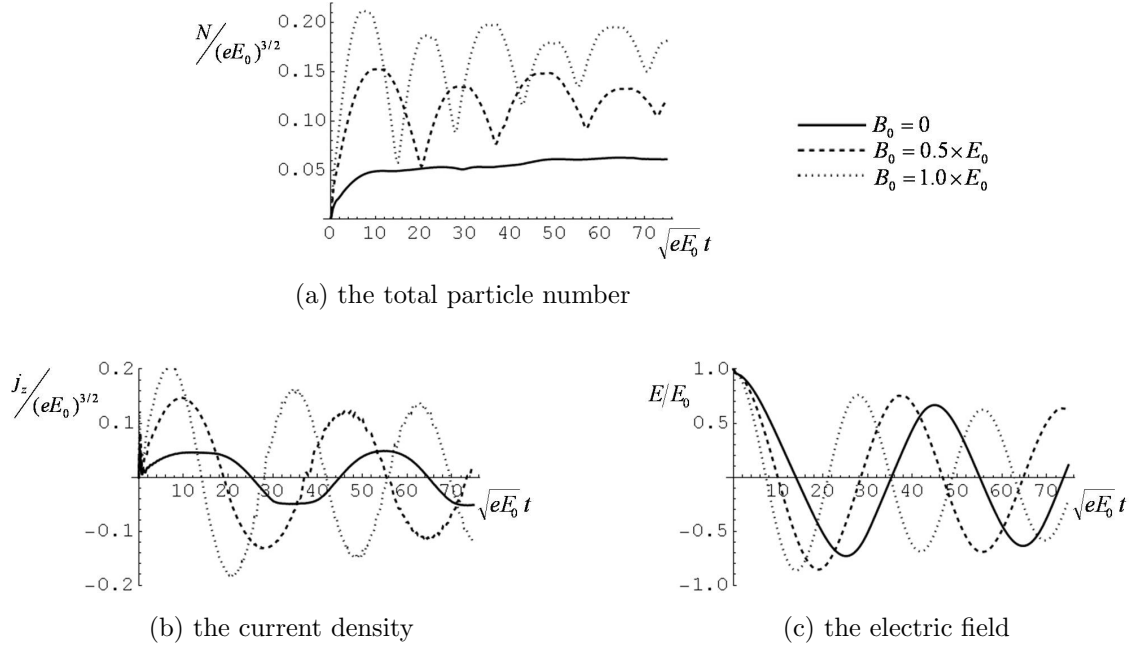 N/(eE₀)^{3/2}
0.20
0.15
0.10
0.05
0 10 20 30 40 50 60 70 √eE₀ t
B₀ = 0
B₀ = 0.5×E₀
B₀ = 1.0×E₀
(a) the total particle number
j_z/(eE₀)^{3/2}
0.2
0.1
10 20 30 40 50 60 70 √eE₀ t
-0.1
-0.2
(b) the current density
E/E₀
1.0
0.5
10 20 30 40 50 60 70 √eE₀ t
-0.5
-1.0
(c) the electric field